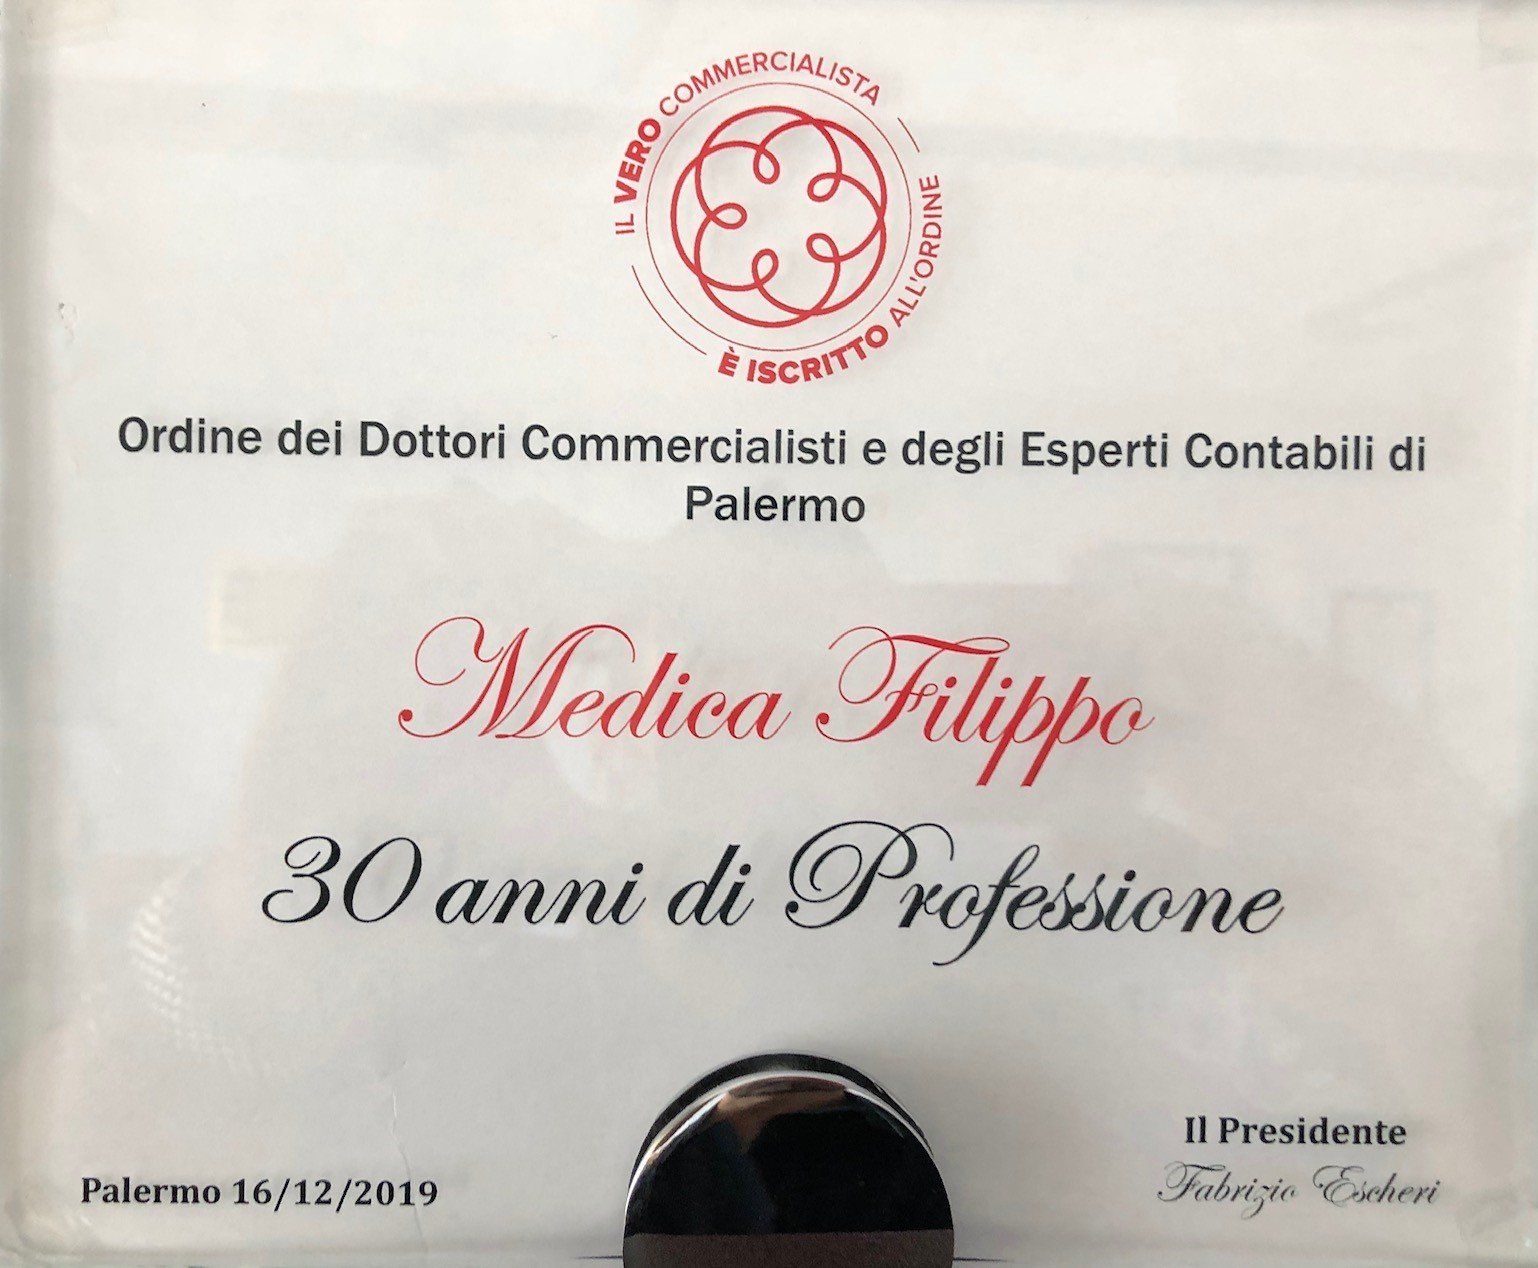 IL VERO COMMERCIALISTA
È ISCRITTO ALL'ORDINE
Ordine dei Dottori Commercialisti e degli Esperti Contabili di
Palermo
Medica Filippo
30 anni di Professione
Il Presidente
Fabrizio Escheri
Palermo 16/12/2019